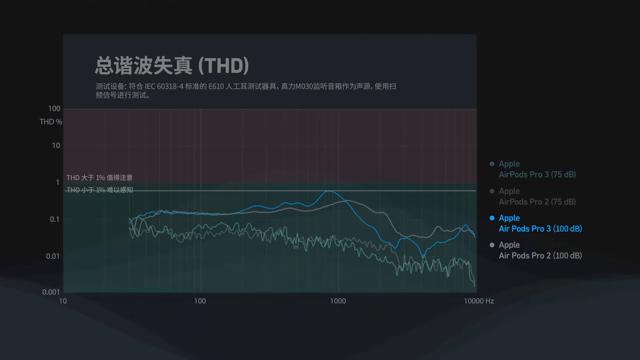 总谐波失真 (THD)
测试设备: 符合 IEC 60318-4 标准的 E610 人工耳测试器具，真力M030监听音箱作为声源，使用扫
频信号进行测试。
100
THD %
10
THD 大于 1% 值得注意
1
THD 小于 1% 难以感知
0.1
0.01
0.001
10
100
1000
10000 Hz
Apple
AirPods Pro 3 (75 dB)
Apple
AirPods Pro 2 (75 dB)
Apple
Air Pods Pro 3 (100 dB)
Apple
Air Pods Pro 2 (100 dB)